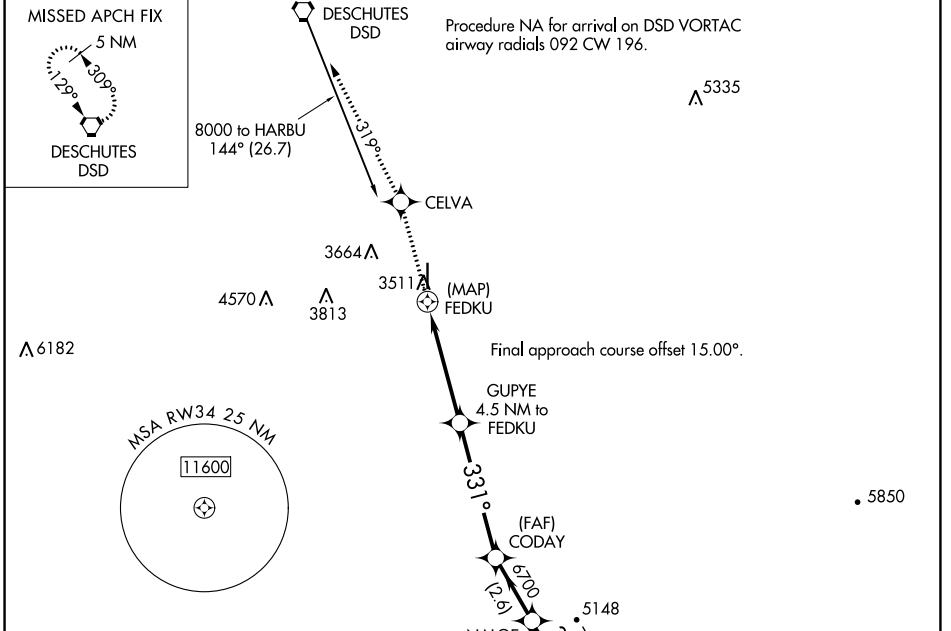 MISSED APCH FIX
5 NM
309°
129°
DESCHUTES
DSD
DESCHUTES
DSD
Procedure NA for arrival on DSD VORTAC
airway radials 092 CW 196.
5335
8000 to HARBU
144° (26.7)
319°
CELVA
3664
3511
(MAP)
FEDKU
4570
3813
6182
Final approach course offset 15.00°.
GUPYE
4.5 NM to
FEDKU
MSA RW34 25 NM
11600
331°
5850
(FAF)
CODAY
6700
(2.6)
5148